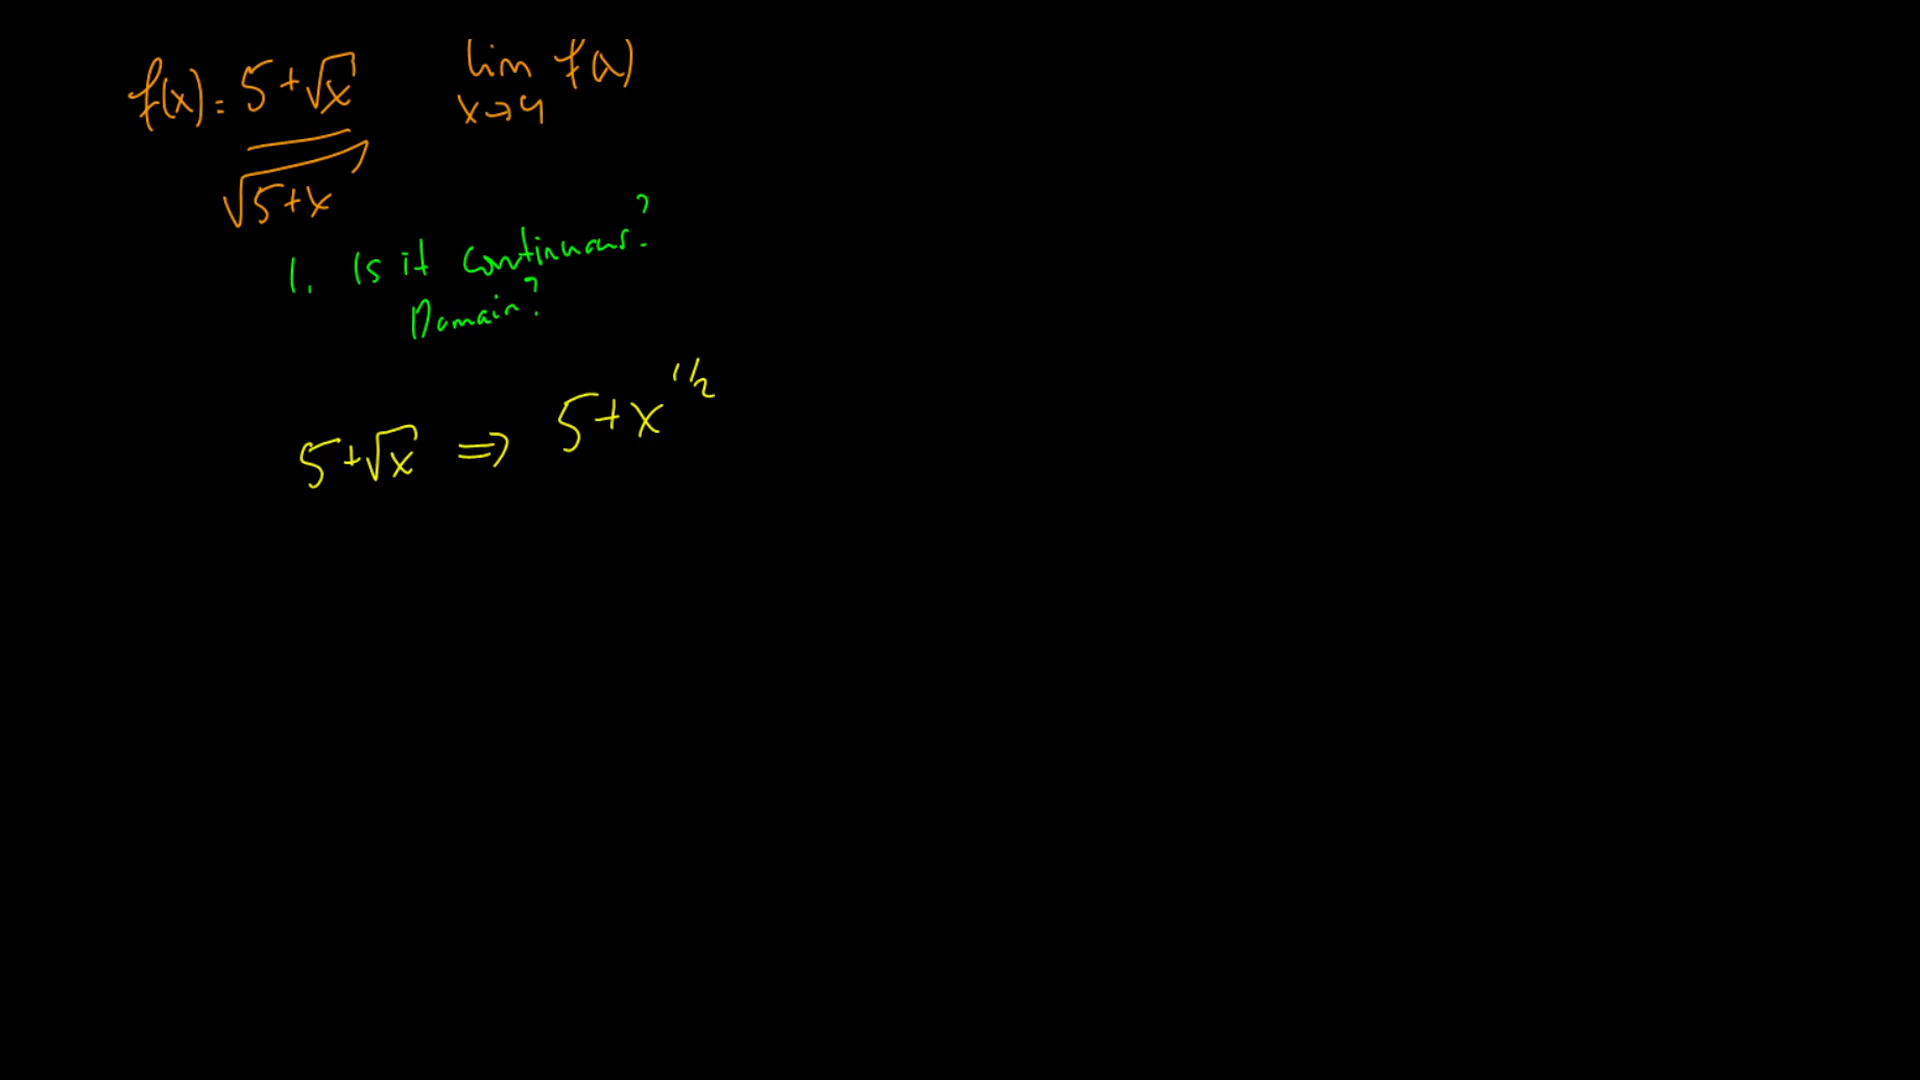 f(x) = 5+√x
√5+x
lim f(x)
x→4
1. Is it continuous?
Domain?
5+√x ⇒ 5+x^1/2